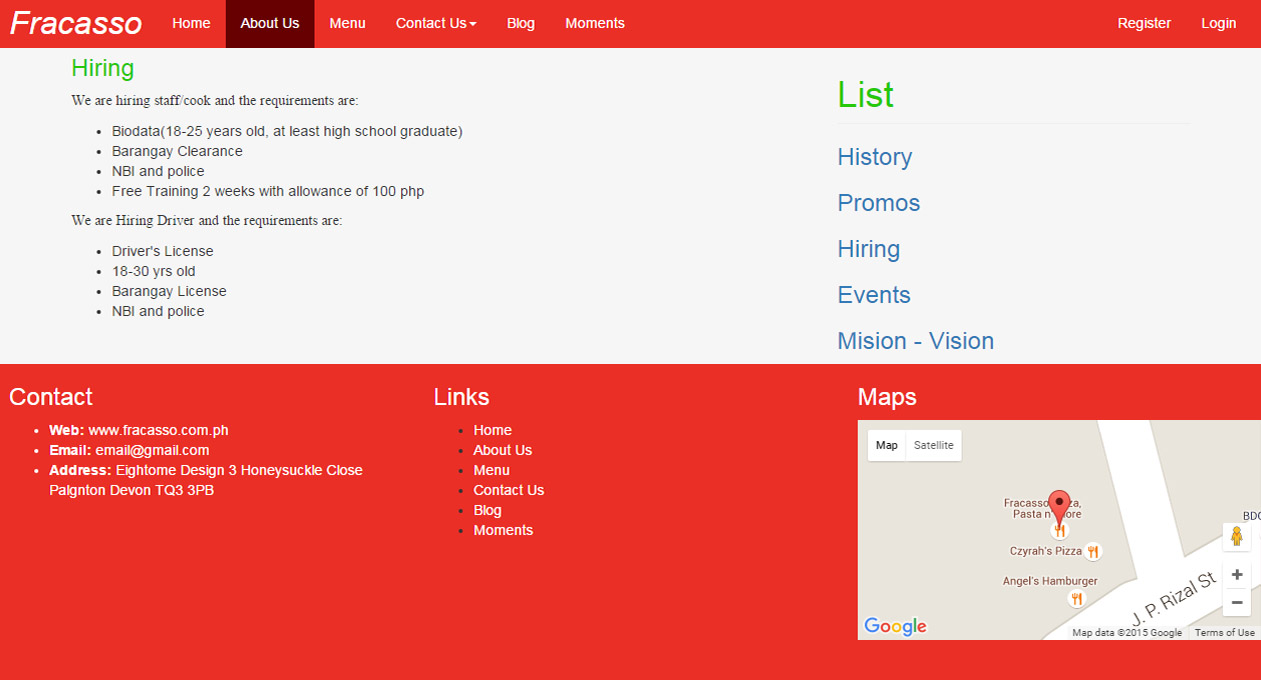 Fracasso Home About Us Menu Contact Us Blog Moments Register Login
Hiring
We are hiring staff/cook and the requirements are:
Biodata(18-25 years old, at least high school graduate)
Barangay Clearance
NBI and police
Free Training 2 weeks with allowance of 100 php
We are Hiring Driver and the requirements are:
Driver's License
18-30 yrs old
Barangay License
NBI and police
List
History
Promos
Hiring
Events
Mision - Vision
Contact
Web: www.fracasso.com.ph
Email: email@gmail.com
Address: Eightome Design 3 Honeysuckle Close
Palgnton Devon TQ3 3PB
Links
Home
About Us
Menu
Contact Us
Blog
Moments
Maps
Map Satellite
Fracasso
Pasta n'
BDO
Czyrah's Pizza
Angel's Hamburger
J. P. Rizal St
Google
Map data ©2015 Google Terms of Use